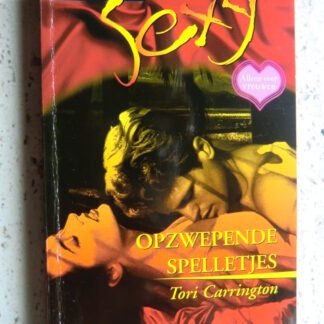 Sexy
Alleen voor
vrouwen
OPZWEPENDE
SPELLETJES
Tori Carrington